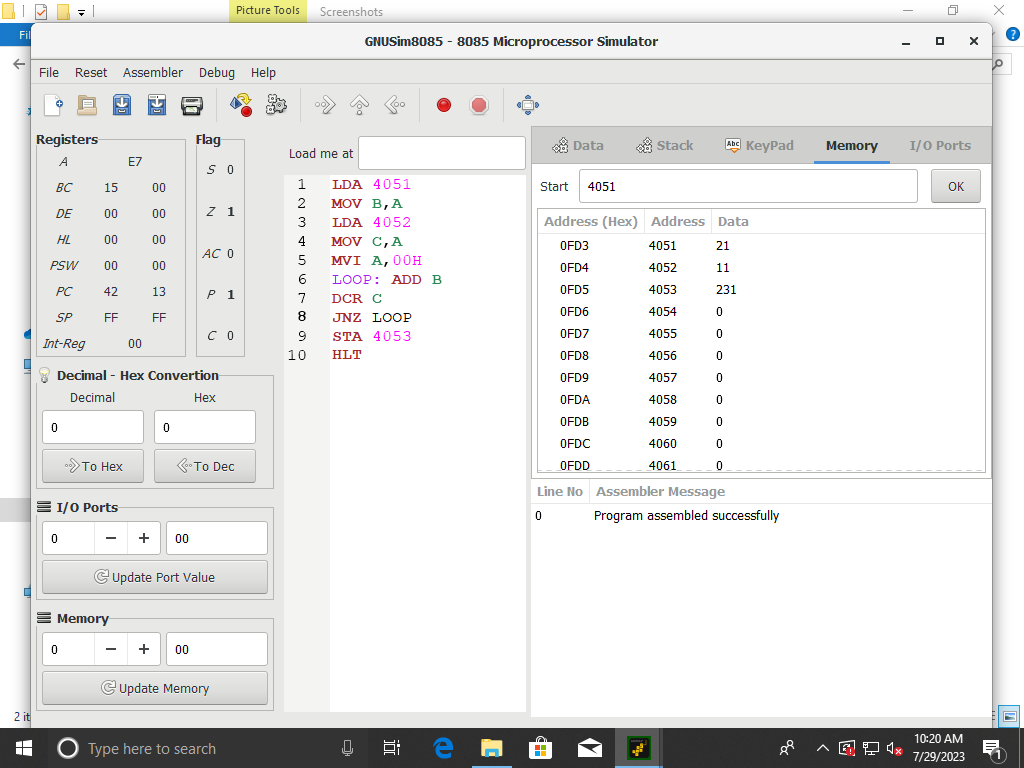 Picture Tools Screenshots
Fil
GNUSim8085 - 8085 Microprocessor Simulator
File Reset Assembler Debug Help
Registers
A E7
BC 15 00
DE 00 00
HL 00 00
PSW 00 00
PC 42 13
SP FF FF
Int-Reg 00
Flag
S 0
Z 1
AC 0
P 1
C 0
Decimal - Hex Convertion
Decimal Hex
0 0
To Hex To Dec
I/O Ports
0 − + 00
Update Port Value
Memory
0 − + 00
Update Memory
Load me at
1 LDA 4051
2 MOV B,A
3 LDA 4052
4 MOV C,A
5 MVI A,00H
6 LOOP: ADD B
7 DCR C
8 JNZ LOOP
9 STA 4053
10 HLT
Data Stack Abc KeyPad Memory I/O Ports
Start 4051 OK
Address (Hex) Address Data
0FD3 4051 21
0FD4 4052 11
0FD5 4053 231
0FD6 4054 0
0FD7 4055 0
0FD8 4056 0
0FD9 4057 0
0FDA 4058 0
0FDB 4059 0
0FDC 4060 0
0FDD 4061 0
Line No Assembler Message
0 Program assembled successfully
2 it
Type here to search
10:20 AM
7/29/2023
1